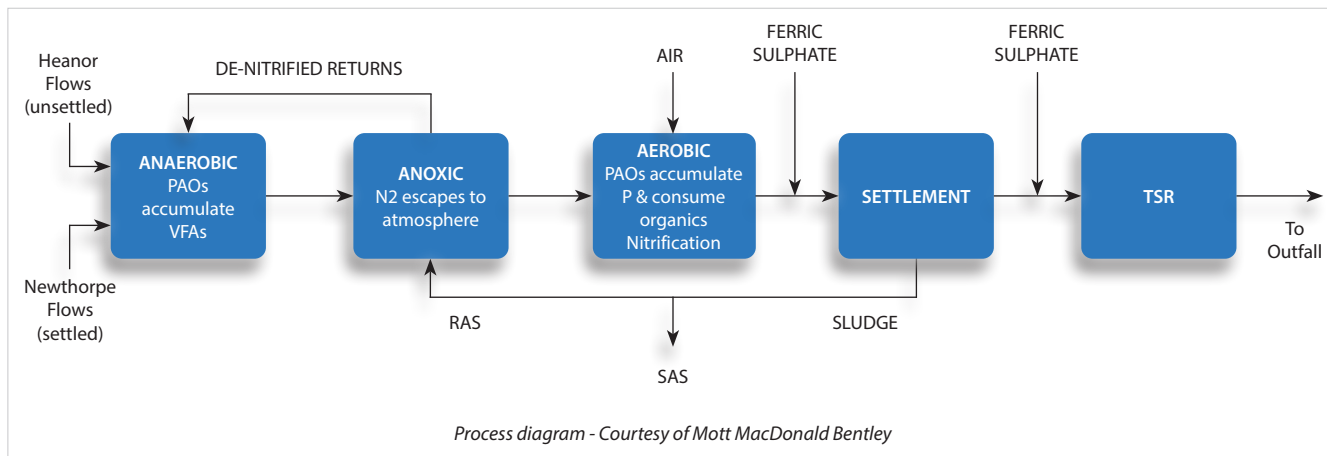 Heanor
Flows
(unsettled)
DE-NITRIFIED RETURNS
AIR
FERRIC
SULPHATE
FERRIC
SULPHATE
ANAEROBIC
PAOs
accumulate
VFAs
ANOXIC
N2 escapes to
atmosphere
AEROBIC
PAOs accumulate
P & consume
organics
Nitrification
SETTLEMENT
TSR
To
Outfall
Newthorpe
Flows
(settled)
RAS
SLUDGE
SAS
Process diagram - Courtesy of Mott MacDonald Bentley